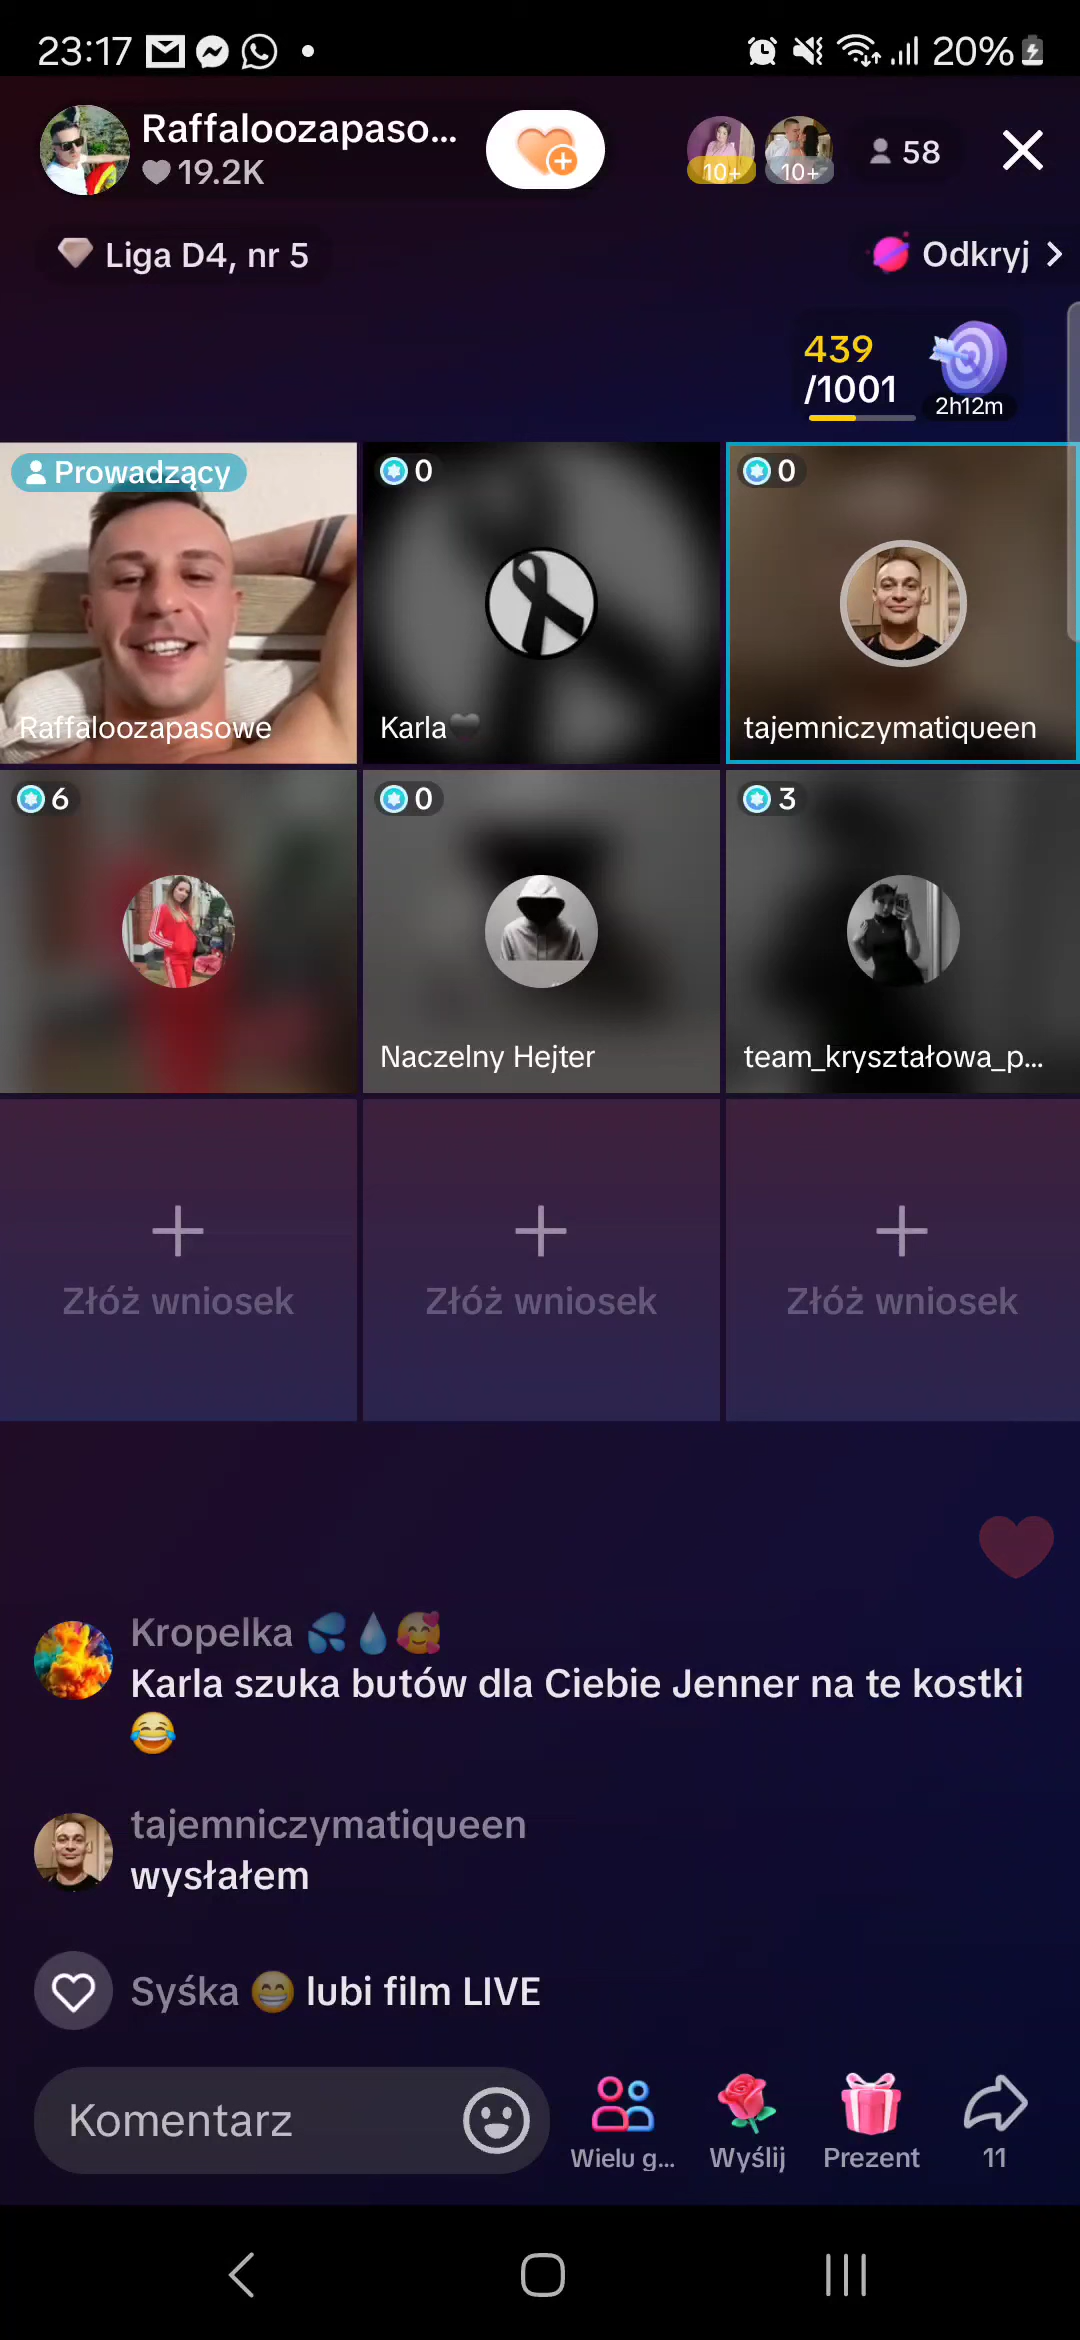 23:17
20%
Raffaloozapaso...
19.2K
10+
10+
58
Liga D4, nr 5
Odkryj
439
/1001
2h12m
Prowadzący
0
0
Raffaloozapasowe
Karla🖤
tajemniczymatiqueen
6
0
3
Naczelny Hejter
team_kryształowa_p...
Złóż wniosek
Złóż wniosek
Złóż wniosek
Kropelka 💦💧🥰
Karla szuka butów dla Ciebie Jenner na te kostki
😂
tajemniczymatiqueen
wysłałem
Syśka 😁 lubi film LIVE
Komentarz
Wielu g...
Wyślij
Prezent
11